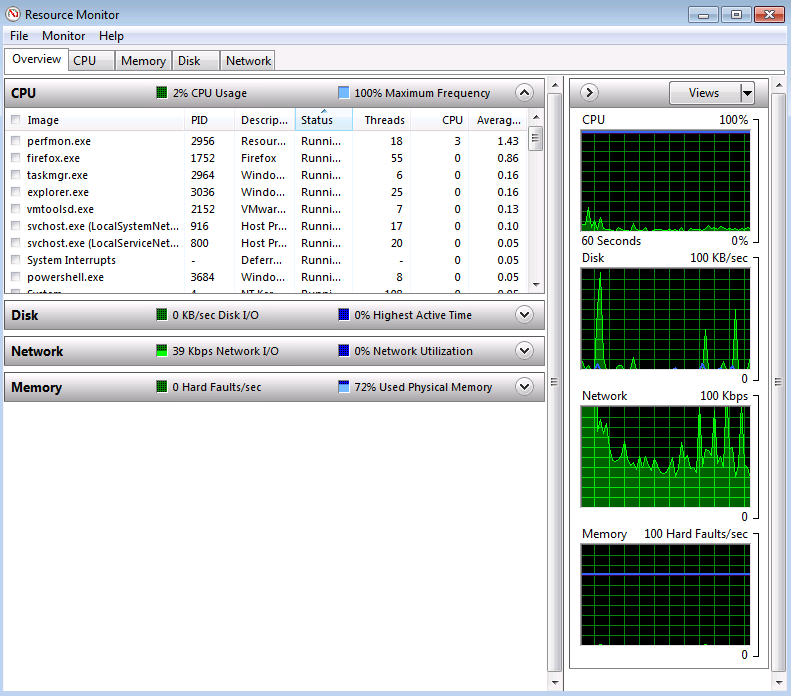 Resource Monitor
File Monitor Help
Overview CPU Memory Disk Network
CPU 2% CPU Usage 100% Maximum Frequency
Image PID Descrip... Status Threads CPU Averag...
perfmon.exe 2956 Resour... Runni... 18 3 1.43
firefox.exe 1752 Firefox Runni... 55 0 0.86
taskmgr.exe 2964 Windo... Runni... 6 0 0.16
explorer.exe 3036 Windo... Runni... 25 0 0.16
vmtoolsd.exe 2152 VMwar... Runni... 7 0 0.13
svchost.exe (LocalSystemNet... 916 Host Pr... Runni... 17 0 0.10
svchost.exe (LocalServiceNet... 800 Host Pr... Runni... 20 0 0.05
System Interrupts - Deferr... Runni... - 0 0.05
powershell.exe 3684 Windo... Runni... 8 0 0.05
Disk 0 KB/sec Disk I/O 0% Highest Active Time
Network 39 Kbps Network I/O 0% Network Utilization
Memory 0 Hard Faults/sec 72% Used Physical Memory
Views
CPU 100%
60 Seconds 0%
Disk 100 KB/sec
0
Network 100 Kbps
0
Memory 100 Hard Faults/sec
0